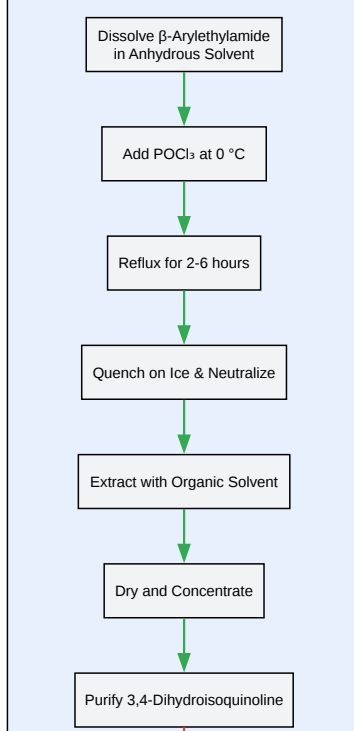 Dissolve β-Arylethylamide
in Anhydrous Solvent
Add POCl₃ at 0 °C
Reflux for 2-6 hours
Quench on Ice & Neutralize
Extract with Organic Solvent
Dry and Concentrate
Purify 3,4-Dihydroisoquinoline